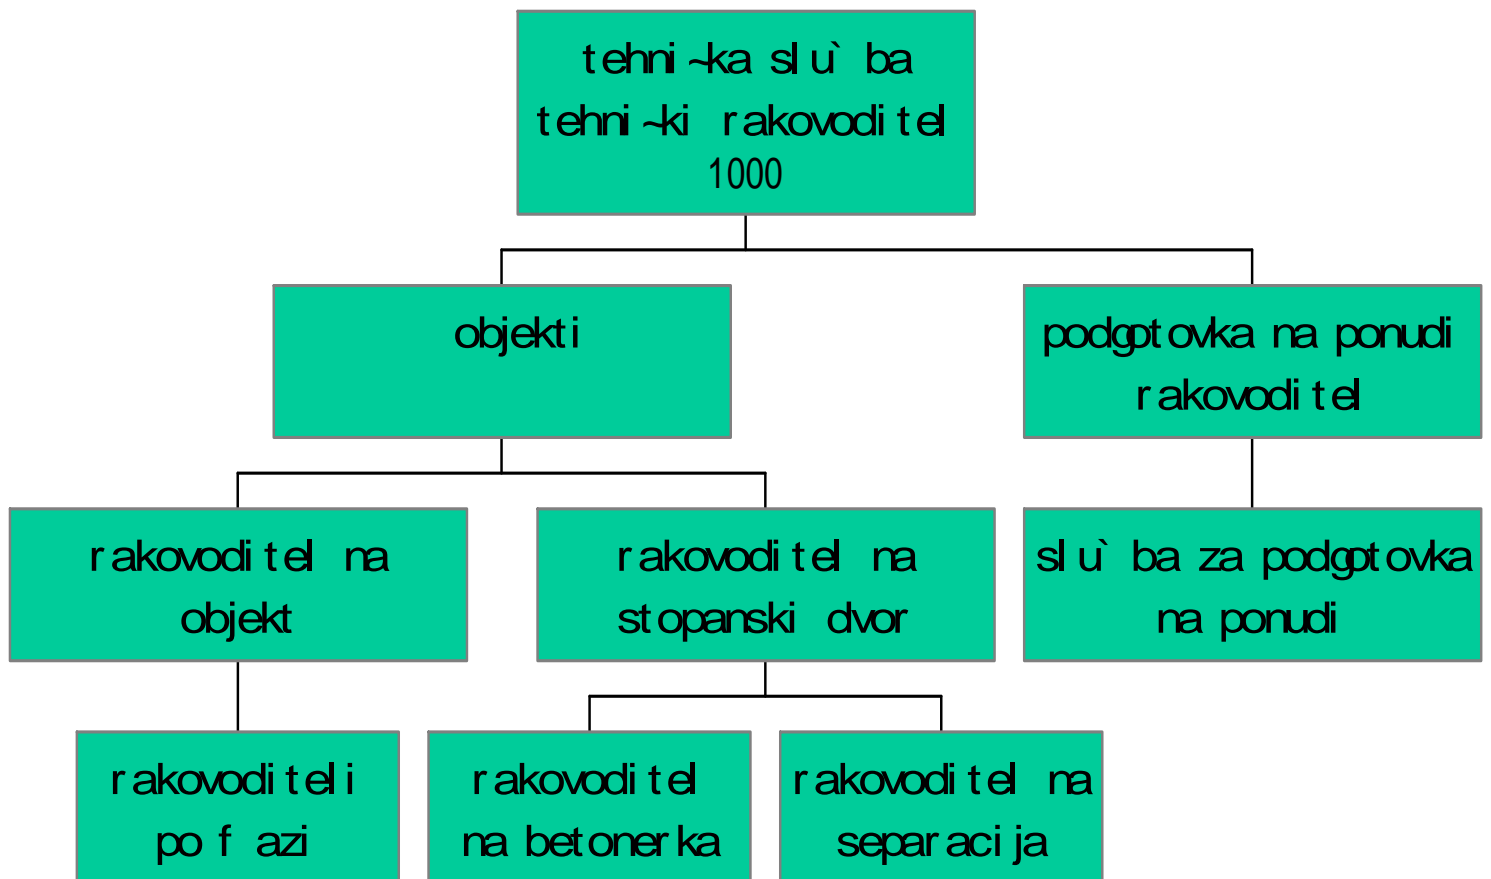 tehni~ka slu`ba
tehni~ki rakovoditel
1000
objekti
podgotovka na ponudi
rakovoditel
rakovoditel na
objekt
rakovoditel na
stopanski dvor
slu`ba za podgotovka
na ponudi
rakovoditeli
po fazi
rakovoditel
na betonerka
rakovoditel na
separacija